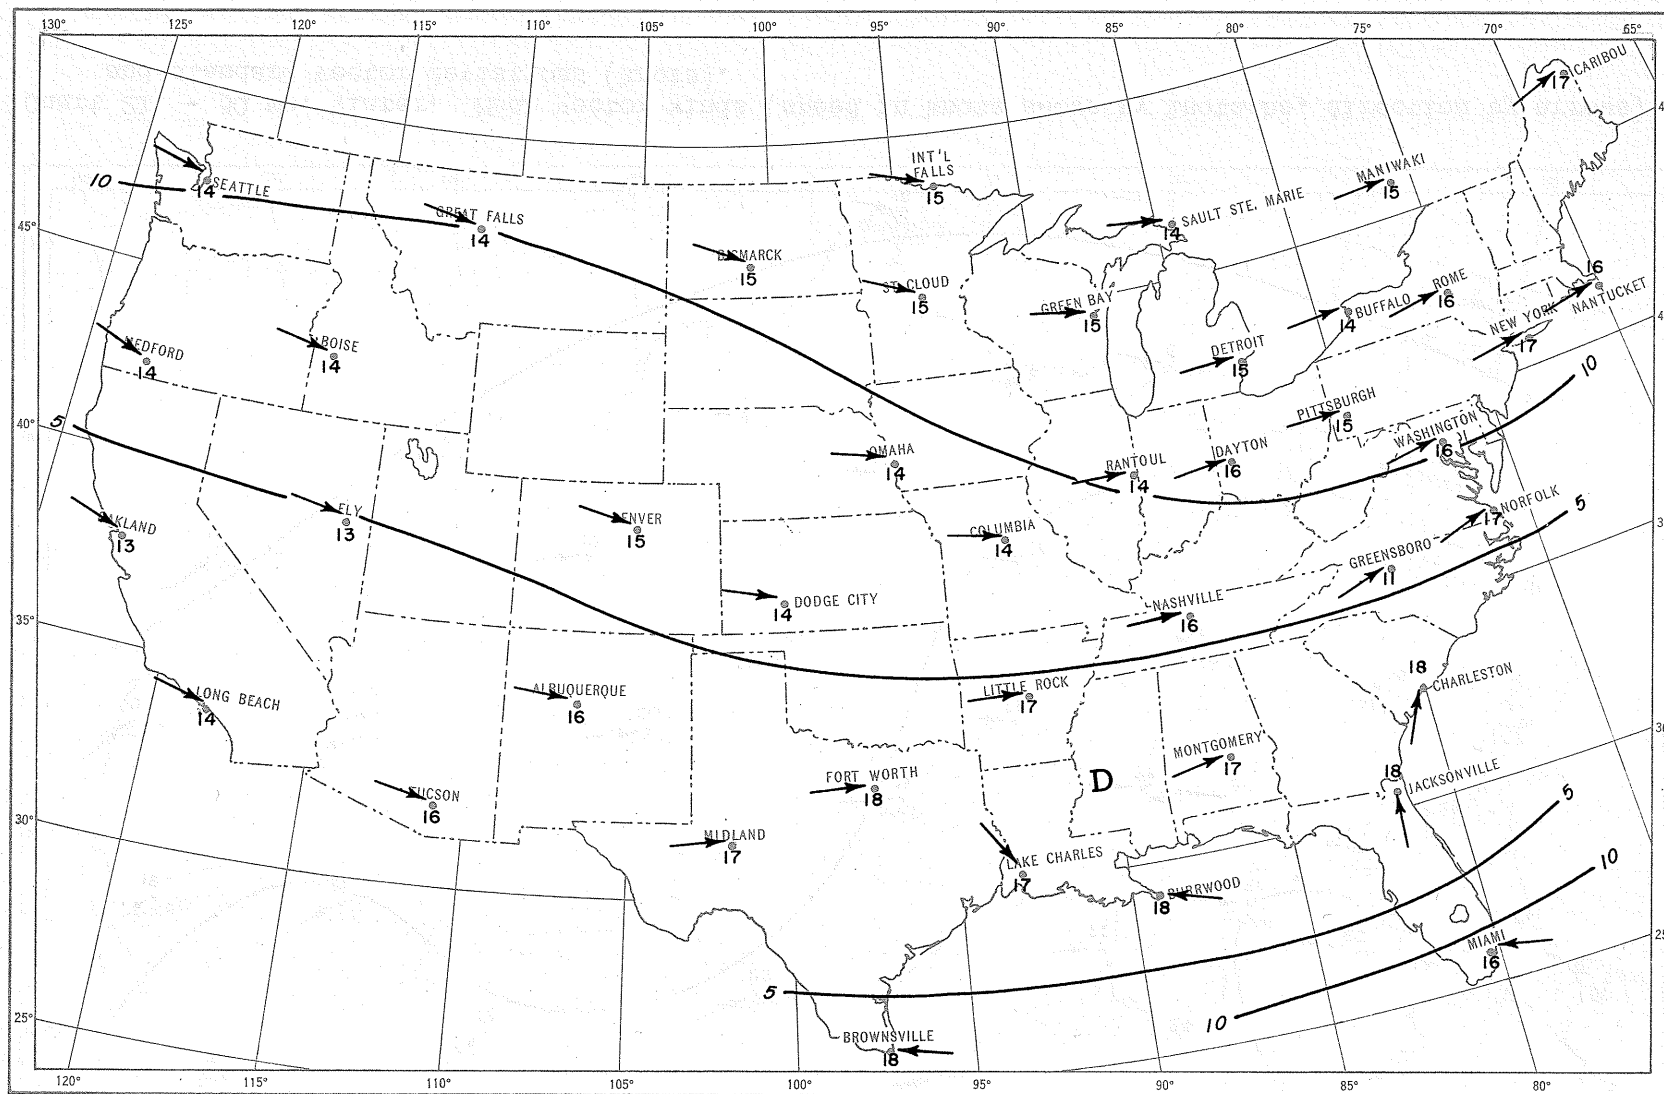 130° 125° 120° 115° 110° 105° 100° 95° 90° 85° 80° 75° 70° 65°
CARIBOU
17
INT'L
FALLS
15
MANIWAKI
15
10
SEATTLE
14
GREAT FALLS
14
SAULT STE. MARIE
14
45°
BISMARCK
15
ST. CLOUD
15
GREEN BAY
15
BUFFALO
14
ROME
16
16
NANTUCKET
NEW YORK
17
MEDFORD
14
BOISE
14
DETROIT
15
10
PITTSBURGH
15
WASHINGTON
16
40°
5
OMAHA
14
RANTOUL
14
DAYTON
16
OAKLAND
13
ELY
13
DENVER
15
COLUMBIA
14
NORFOLK
17
5
GREENSBORO
11
DODGE CITY
14
NASHVILLE
16
35°
LONG BEACH
14
ALBUQUERQUE
16
LITTLE ROCK
17
18
CHARLESTON
MONTGOMERY
17
D
FORT WORTH
18
18
JACKSONVILLE
5
TUCSON
16
30°
MIDLAND
17
LAKE CHARLES
17
BURRWOOD
18
10
MIAMI
16
5
10
25°
BROWNSVILLE
18
120° 115° 110° 105° 100° 95° 90° 85° 80°